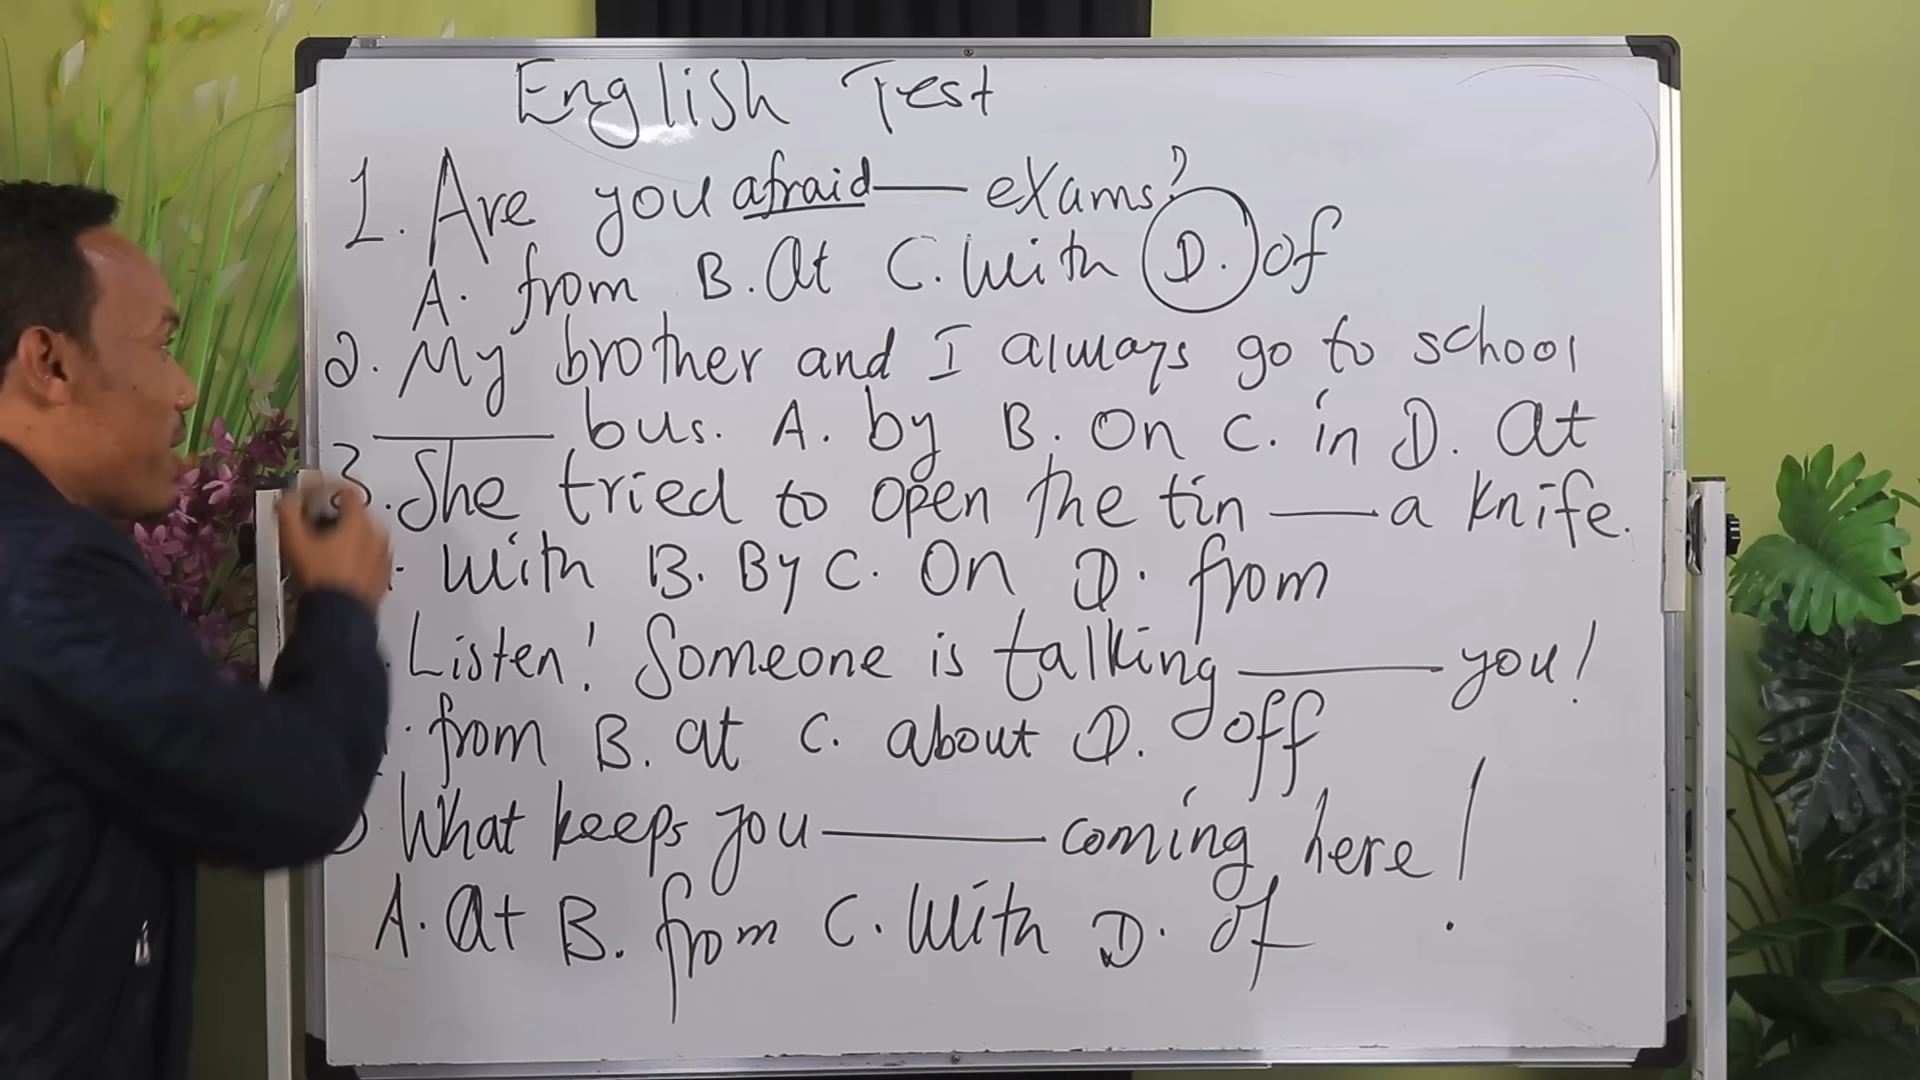 English Test
1. Are you afraid ___ exams?
A. from B. at C. with D. of
2. My brother and I always go to school
___ bus. A. by B. On C. in D. at
3. She tried to open the tin ___ a knife.
with B. By C. On D. from
Listen! Someone is talking ___ you!
from B. at C. about D. off
What keeps you ___ coming here!
A. at B. from C. with D. of